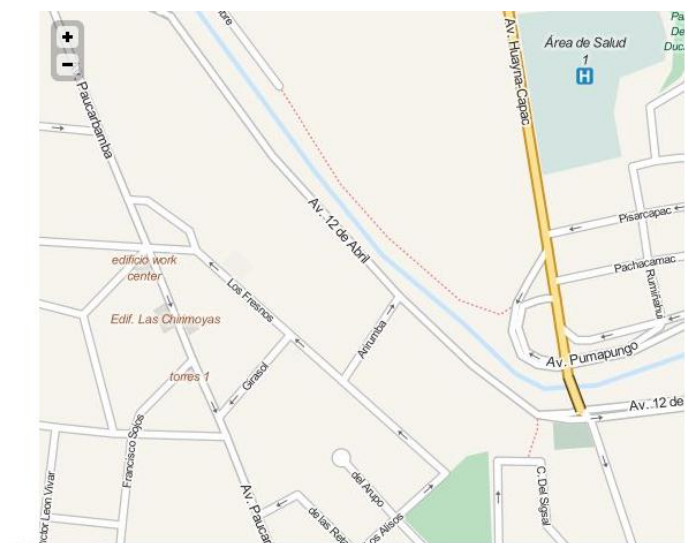 +
−
Paucarbamba
Av. Huayna-Capac
Área de Salud
1
H
Pisarcapac
Pachacamac
Rumiñahui
Av. 12 de Abril
edificio work
center
Los Fresnos
Edif. Las Chirimoyas
Arirumba
Av. Pumapungo
torres 1
Girasol
Av. 12 de
Francisco Sojos
del Arupo
C. Del Sigsal
Av. Paucar
de las Reta
os Alisos
ctor Leon Vivar